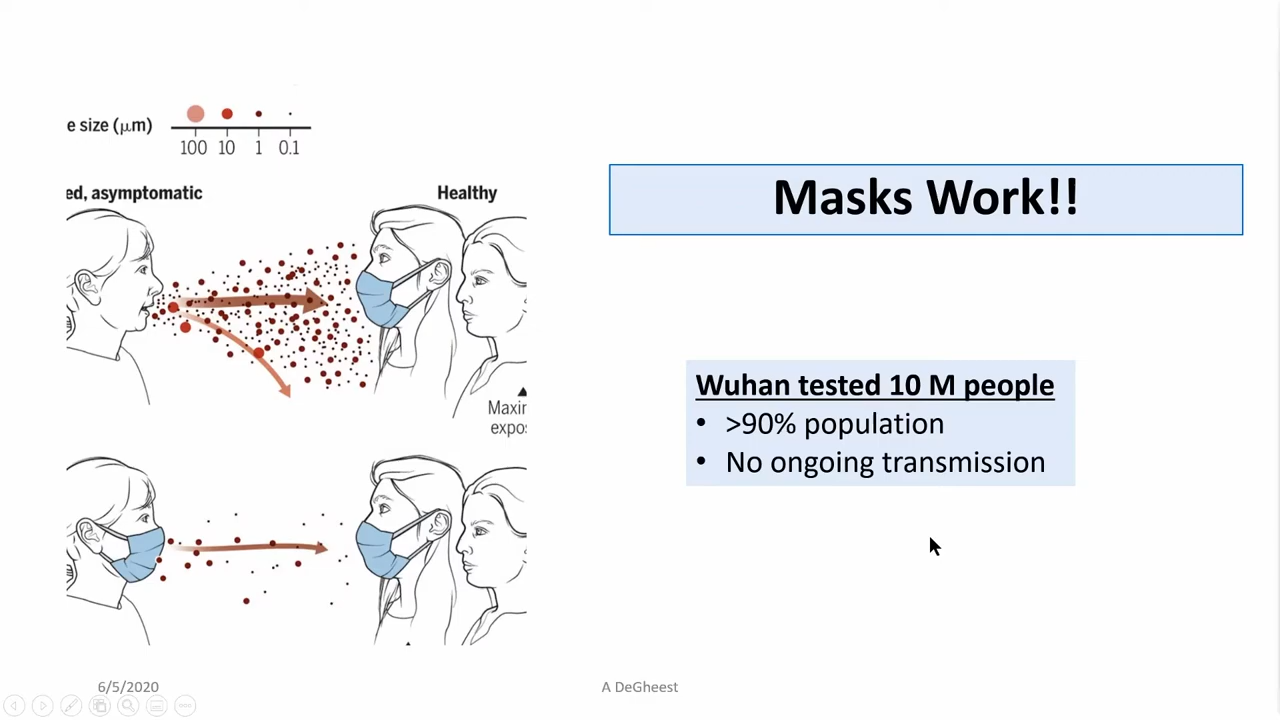 e size (μm)
100 10 1 0.1
ed, asymptomatic
Healthy
Maxir
expo
Masks Work!!
Wuhan tested 10 M people
• >90% population
• No ongoing transmission
6/5/2020
A DeGheest